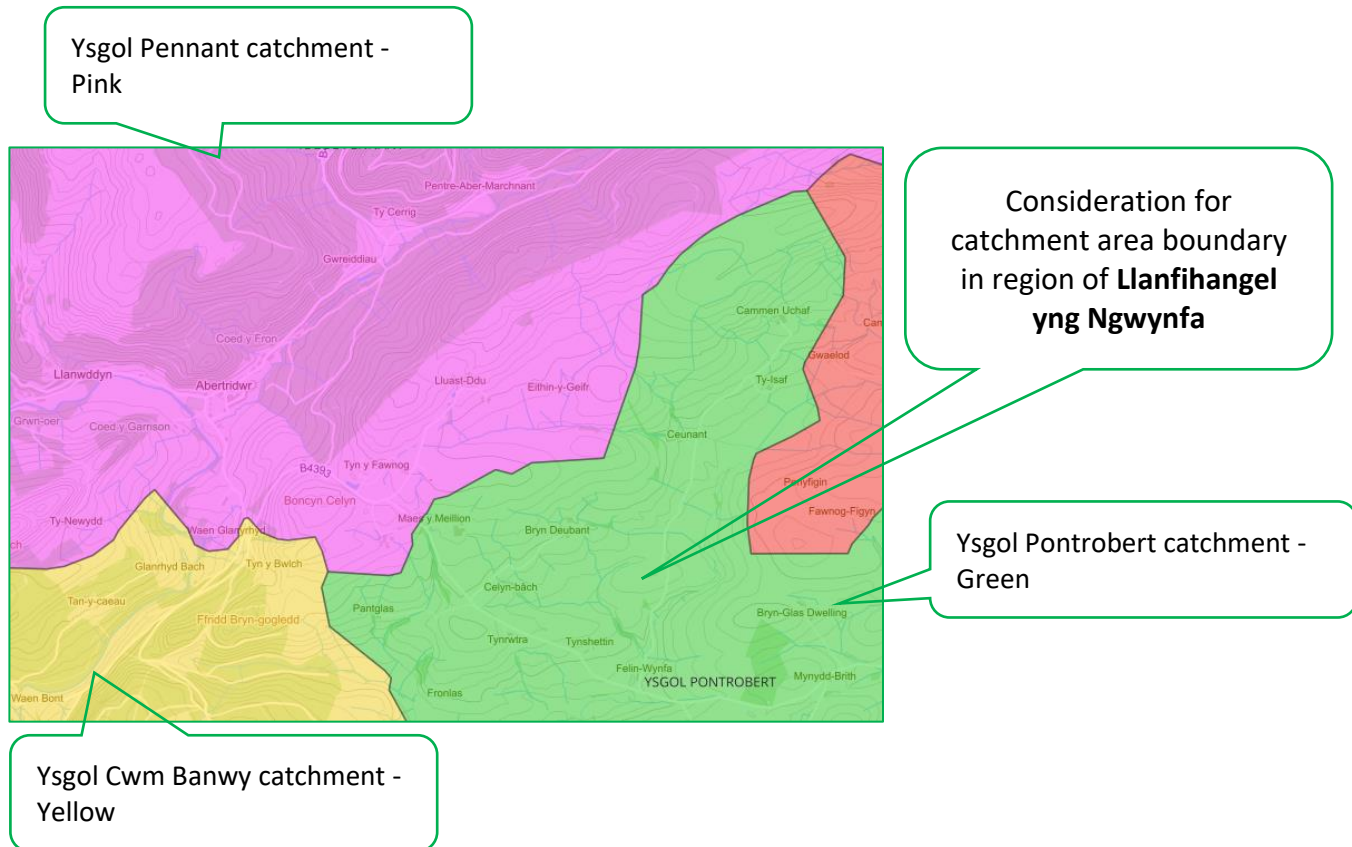 Ysgol Pennant catchment -
Pink
Consideration for
catchment area boundary
in region of Llanfihangel
yng Ngwynfa
Pentre-Aber-Marchnant
Ty Cerrig
Gwreiddiau
Cammen Uchaf
Coed y Fron
Gwaelod
Llanwddyn
Abertridwr
Lluast-Ddu
Eithin-y-Geifr
Ty-Isaf
Grwn-oer
Coed y Garrison
Ceunant
B4393
Tyn y Fawnog
Boncyn Celyn
Penyfigin
Fawnog-Figyn
Ty-Newydd
Waen Glanyrhyd
Maes y Meillion
Bryn Deubant
Glanrhyd Bach
Tyn y Bwlch
Celyn-bâch
Tan-y-caeau
Ffridd Bryn-gogledd
Pantglas
Bryn-Glas Dwelling
Tynrwtra
Tynshettin
Felin-Wynfa
Mynydd-Brith
YSGOL PONTROBERT
Waen Bont
Fronlas
Ysgol Pontrobert catchment -
Green
Ysgol Cwm Banwy catchment -
Yellow